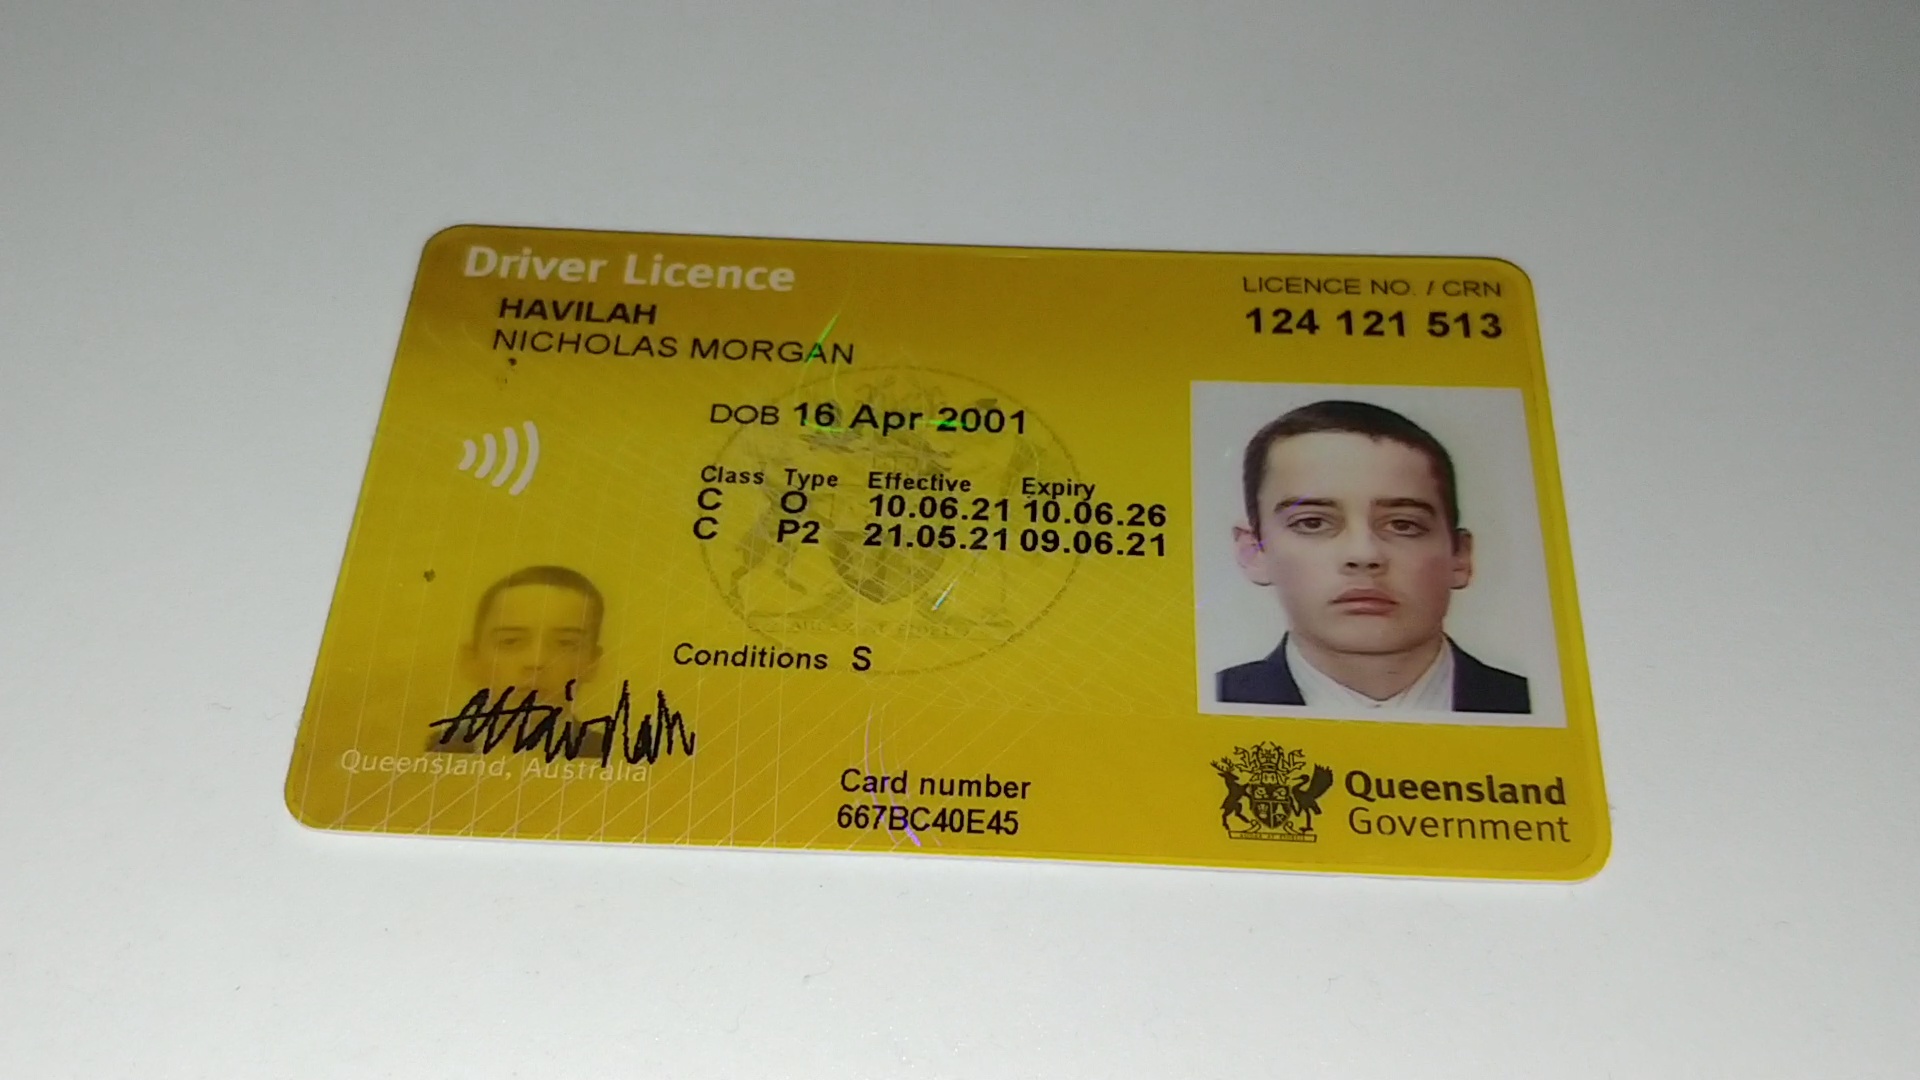 Driver Licence
HAVILAH
NICHOLAS MORGAN
LICENCE NO. / CRN
124 121 513
DOB 16 Apr 2001
Class Type Effective Expiry
C O 10.06.21 10.06.26
C P2 21.05.21 09.06.21
Conditions S
Queensland, Australia
Card number
667BC40E45
Queensland
Government